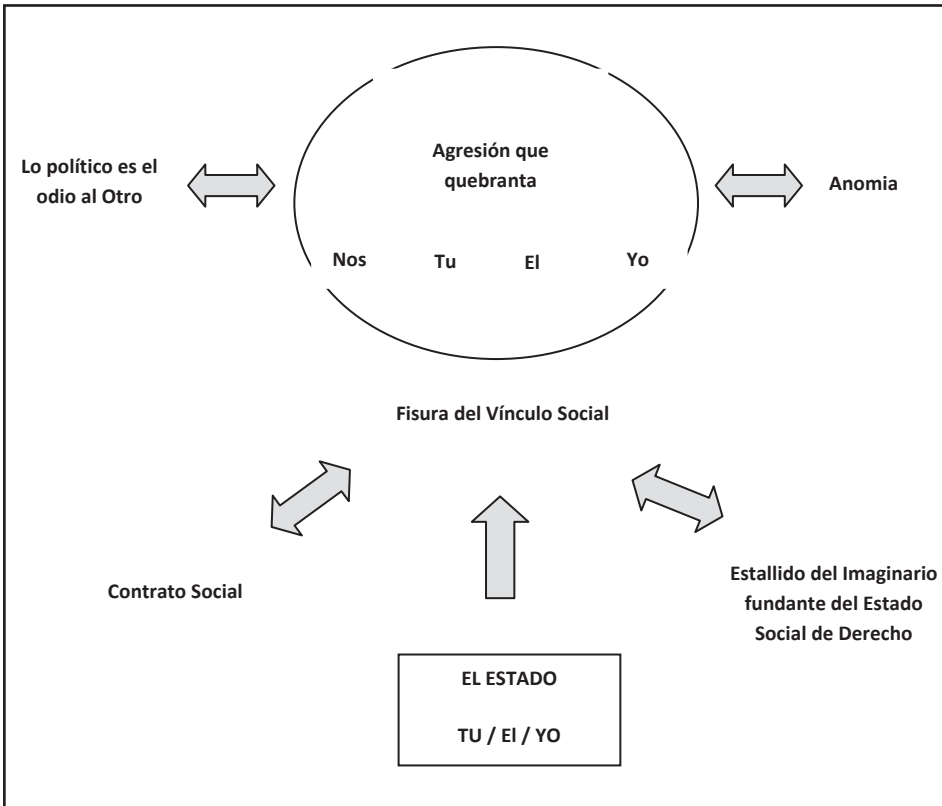 Agresión que
quebranta
Lo político es el
odio al Otro
Anomia
Nos Tu El Yo
Fisura del Vínculo Social
Contrato Social
Estallido del Imaginario
fundante del Estado
Social de Derecho
EL ESTADO
TU / El / YO